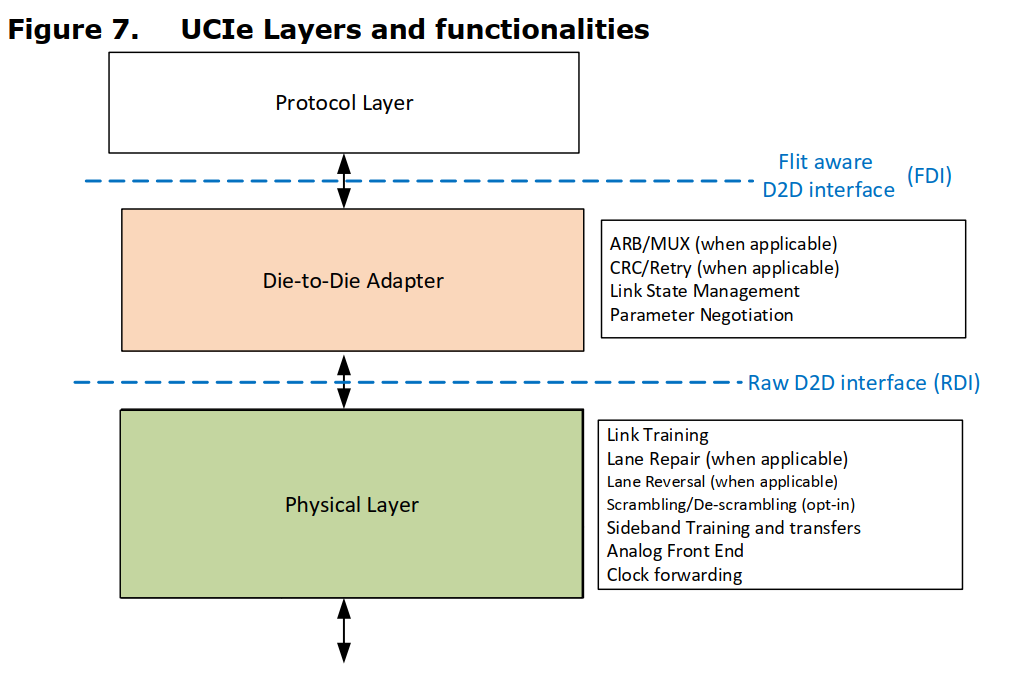 Figure 7. UCIe Layers and functionalities
Protocol Layer
Flit aware
D2D interface (FDI)
Die-to-Die Adapter
ARB/MUX (when applicable)
CRC/Retry (when applicable)
Link State Management
Parameter Negotiation
Raw D2D interface (RDI)
Physical Layer
Link Training
Lane Repair (when applicable)
Lane Reversal (when applicable)
Scrambling/De-scrambling (opt-in)
Sideband Training and transfers
Analog Front End
Clock forwarding